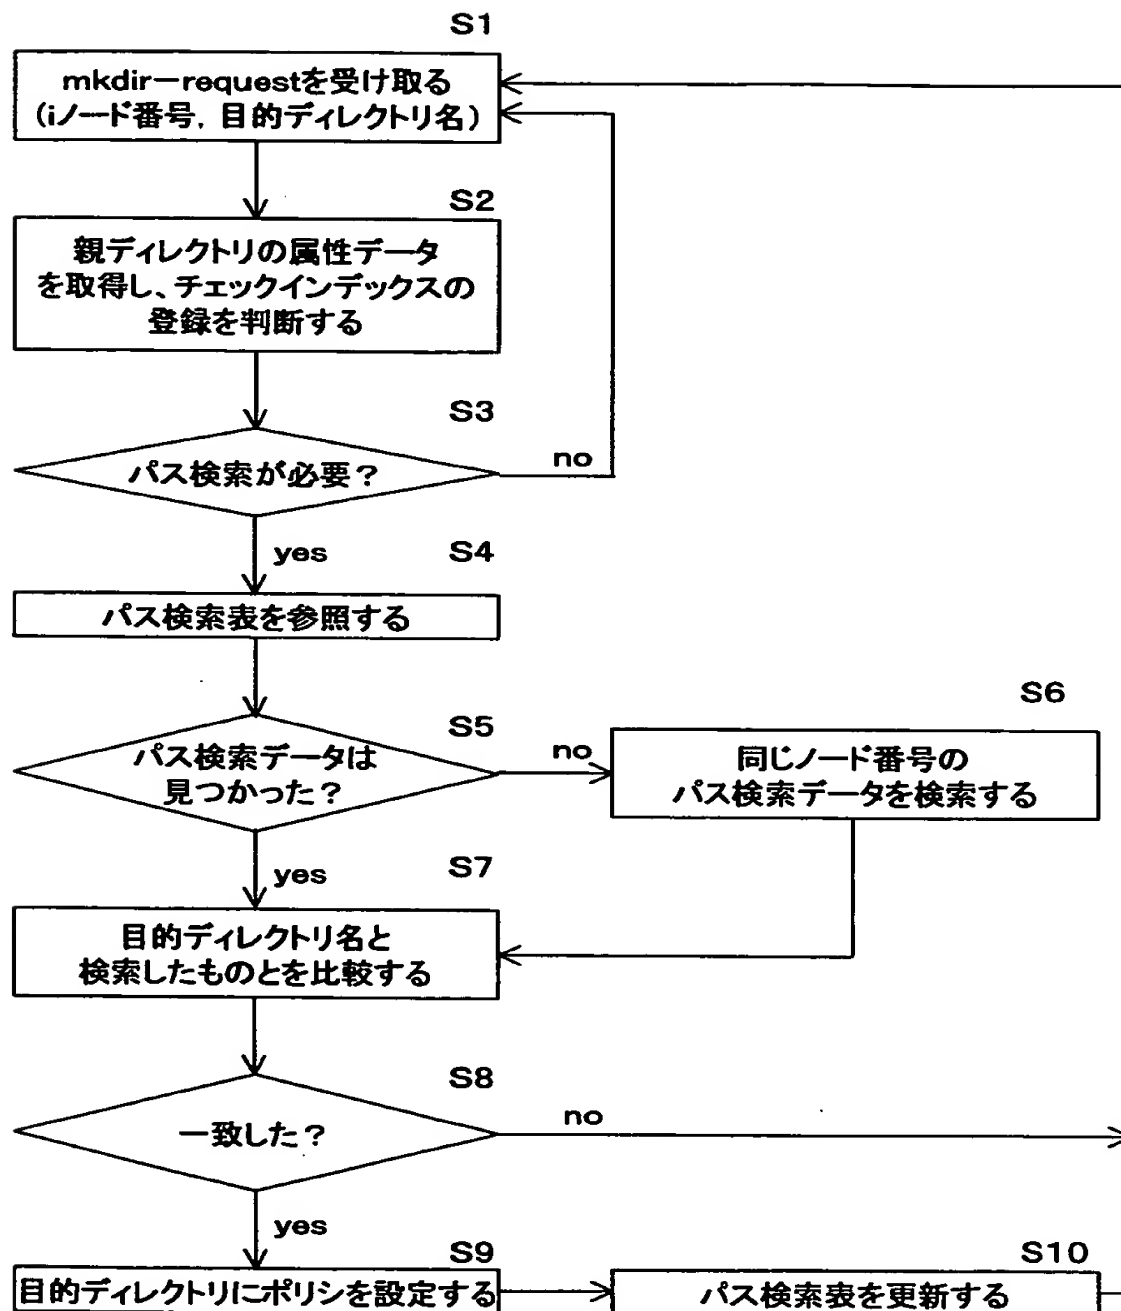 S1
mkdir-requestを受け取る
(iノード番号, 目的ディレクトリ名)
S2
親ディレクトリの属性データ
を取得し、チェックインデックスの
登録を判断する
S3
パス検索が必要?
no
yes
S4
パス検索表を参照する
S5
パス検索データは
見つかった?
no
S6
同じノード番号の
パス検索データを検索する
yes
S7
目的ディレクトリ名と
検索したものとを比較する
S8
一致した?
no
yes
S9
目的ディレクトリにポリシを設定する
S10
パス検索表を更新する